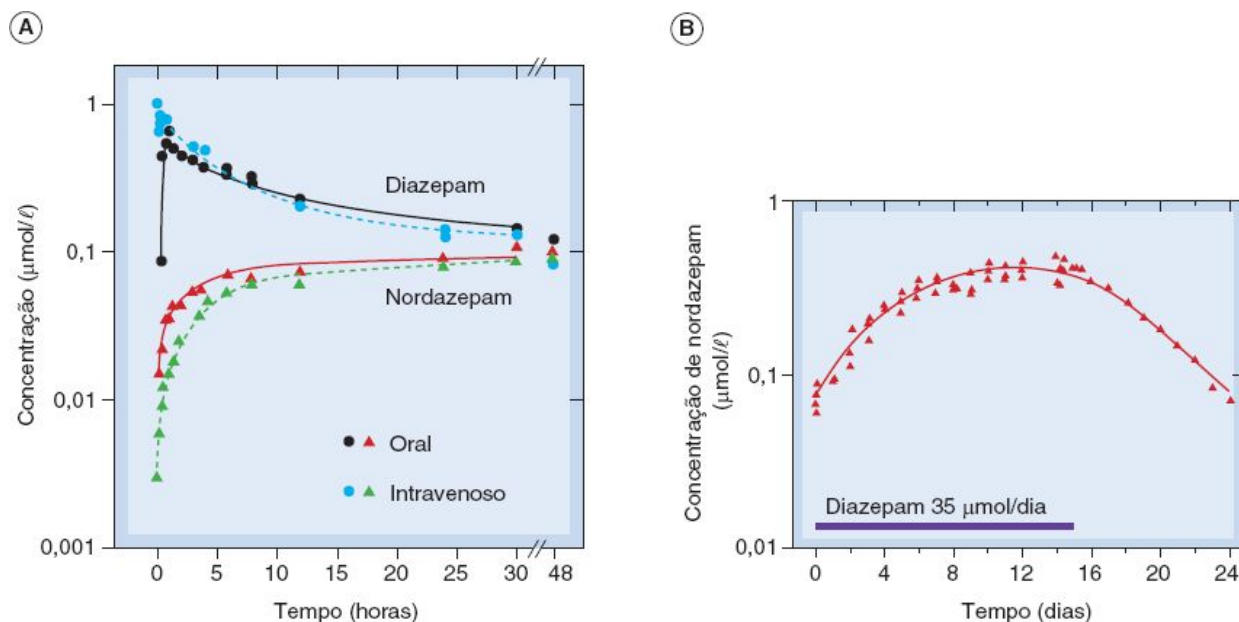 A
Concentração (μmol/ℓ)
1
0,1
0,01
0,001
Diazepam
Nordazepam
Oral
Intravenoso
0 5 10 15 20 25 30 48
Tempo (horas)
B
Concentração de nordazepam
(μmol/ℓ)
1
0,1
0,01
Diazepam 35 μmol/dia
0 4 8 12 16 20 24
Tempo (dias)